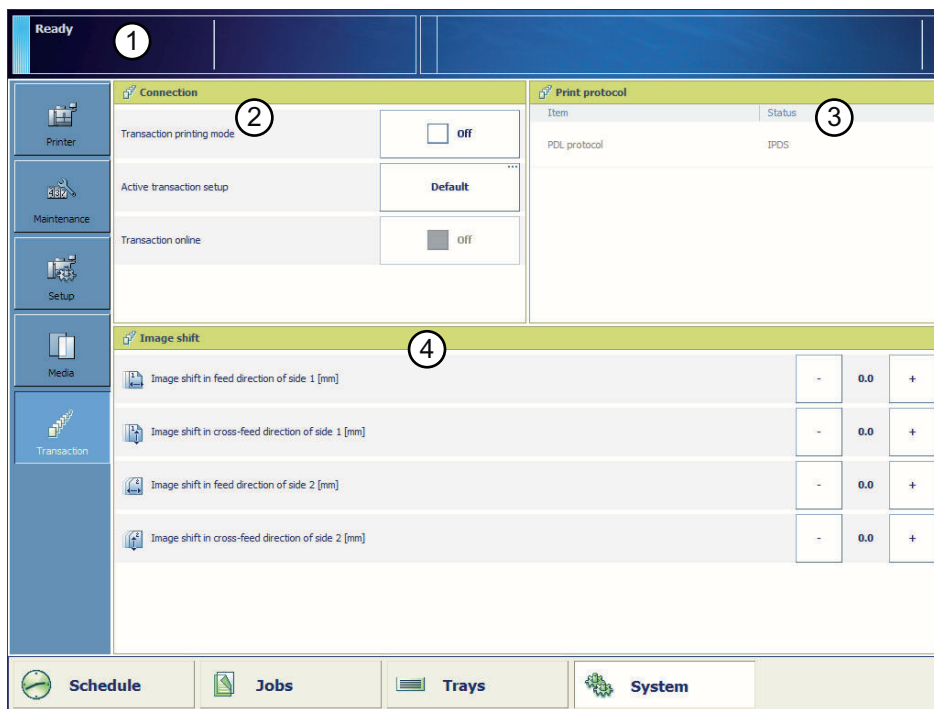 Ready
1
Connection
2
Transaction printing mode
Off
Active transaction setup
...
Default
Transaction online
Off
Print protocol
3
Item Status
PDL protocol IPDS
Printer
Maintenance
Setup
Media
Transaction
Image shift
4
Image shift in feed direction of side 1 [mm]
- 0.0 +
Image shift in cross-feed direction of side 1 [mm]
- 0.0 +
Image shift in feed direction of side 2 [mm]
- 0.0 +
Image shift in cross-feed direction of side 2 [mm]
- 0.0 +
Schedule Jobs Trays System